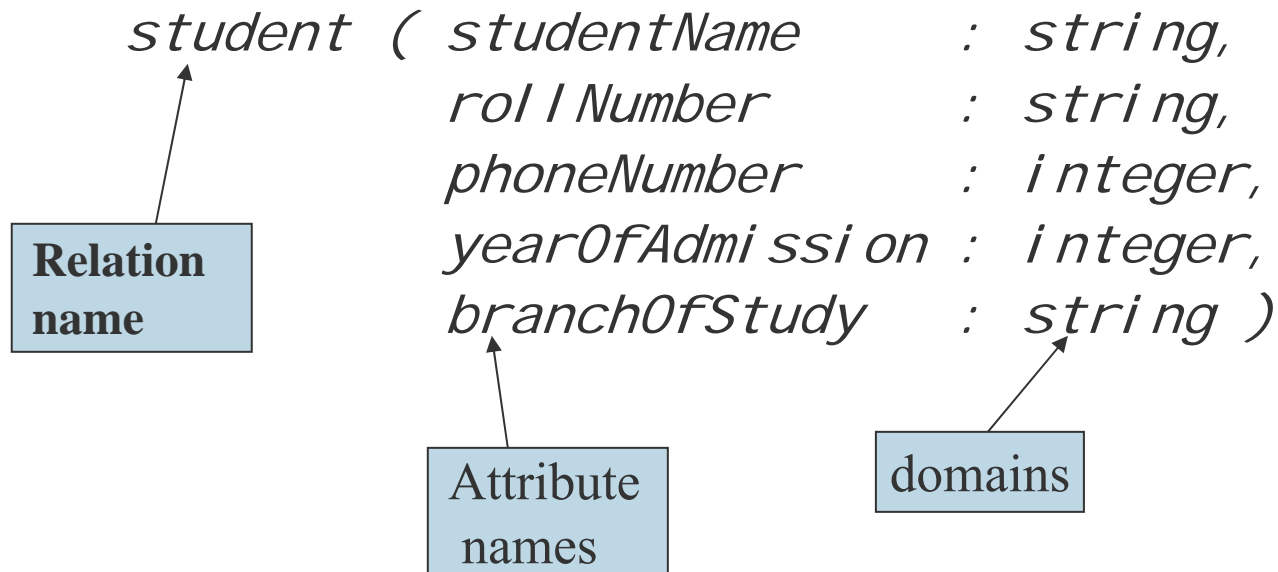 student ( studentName : string,
rollNumber : string,
phoneNumber : integer,
yearOfAdmission : integer,
branchOfStudy : string )
Relation
name
Attribute
names
domains